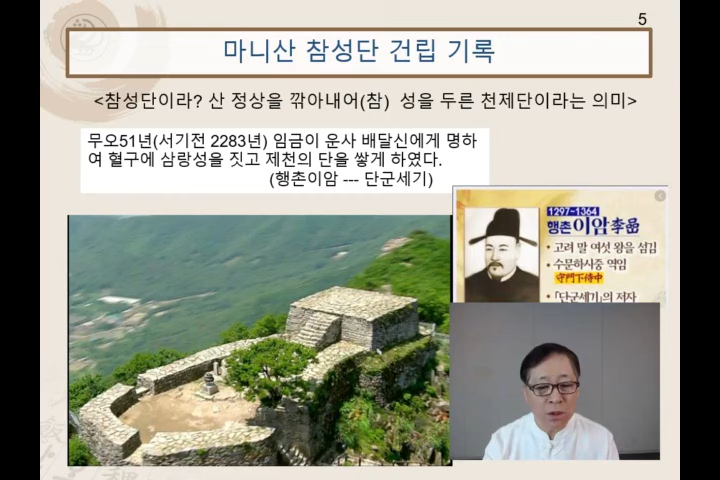 5
마니산 참성단 건립 기록
<참성단이라? 산 정상을 깎아내어(참) 성을 두른 천제단이라는 의미>
무오51년(서기전 2283년) 임금이 운사 배달신에게 명하
여 혈구에 삼랑성을 짓고 제천의 단을 쌓게 하였다.
(행촌이암 --- 단군세기)
1297-1364
행촌이암 李嵒
• 고려 말 여섯 왕을 섬김
• 수문하시중 역임
守門下侍中
• 「단군세기」의 저자